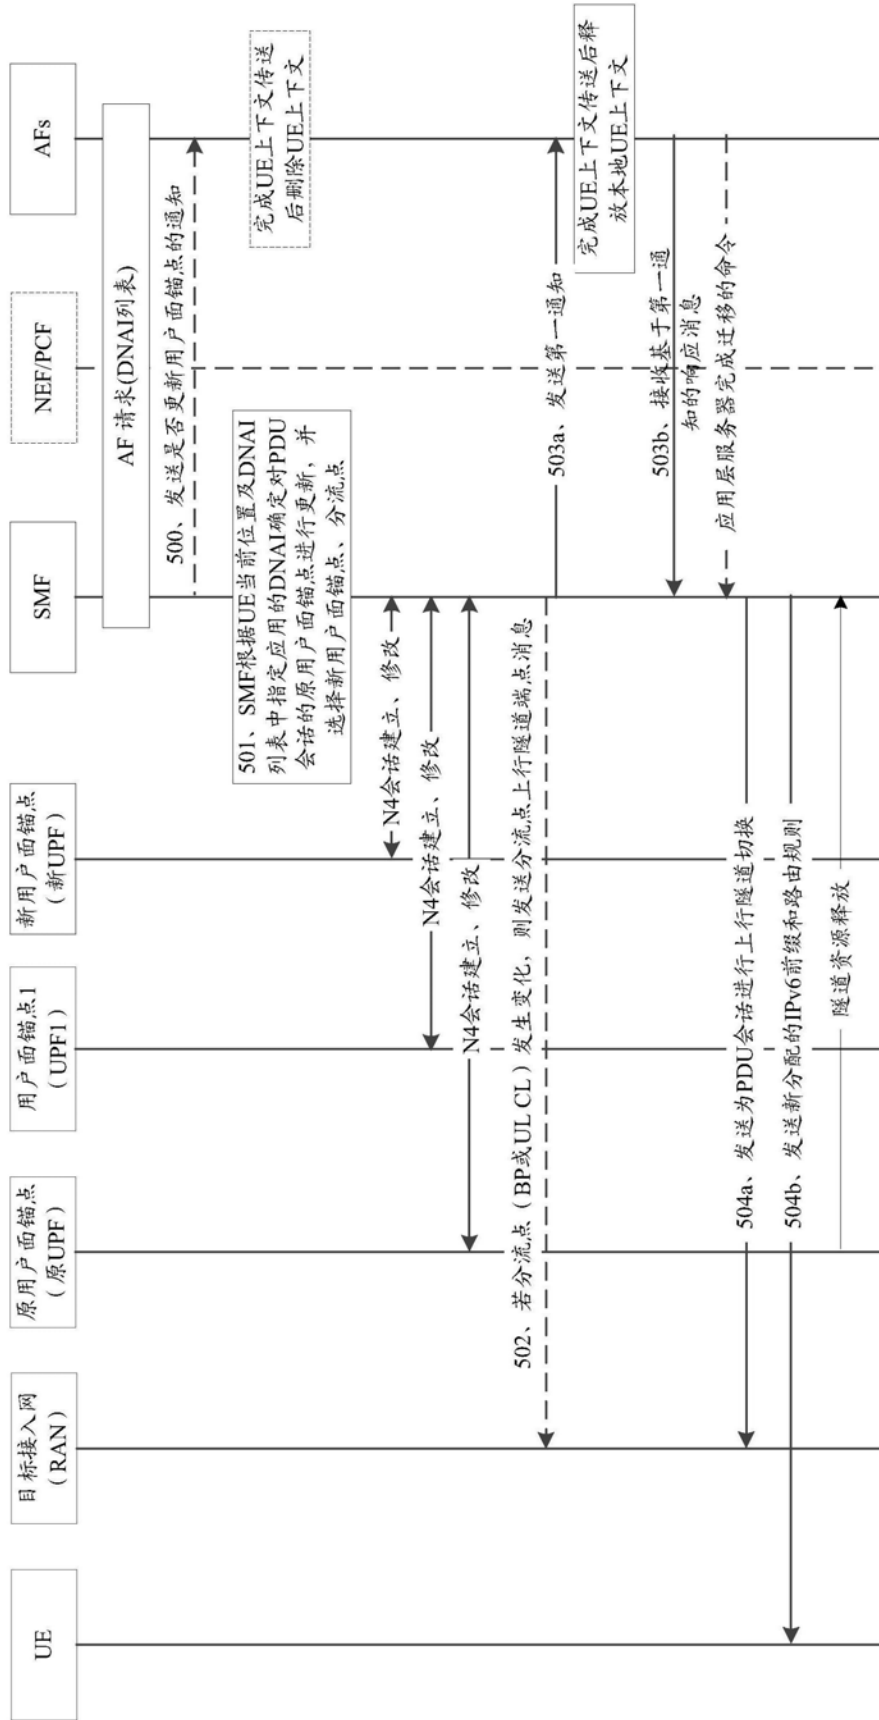 UE
目标接入网
（RAN）
原用户面锚点
（原UPF）
用户面锚点1
（UPF1）
新用户面锚点
（新UPF）
SMF
NEF/PCF
AFs
AF 请求(DNAI列表)
500、发送是否更新用户面锚点的通知
完成UE上下文传送
后删除UE上下文
501、SMF根据UE当前位置及DNAI
列表中指定应用的DNAI确定对PDU
会话的原用户面锚点进行更新，并
选择新用户面锚点、分流点
N4会话建立、修改
N4会话建立、修改
N4会话建立、修改
502、若分流点（BP或UL CL）发生变化，则发送分流点上行隧道端点消息
503a、发送第一通知
完成UE上下文传送后释
放本地UE上下文
503b、接收基于第一通
知的响应消息
应用层服务器完成迁移的命令
504a、发送为PDU会话进行上行隧道切换
504b、发送新分配的IPv6前缀和路由规则
隧道资源释放